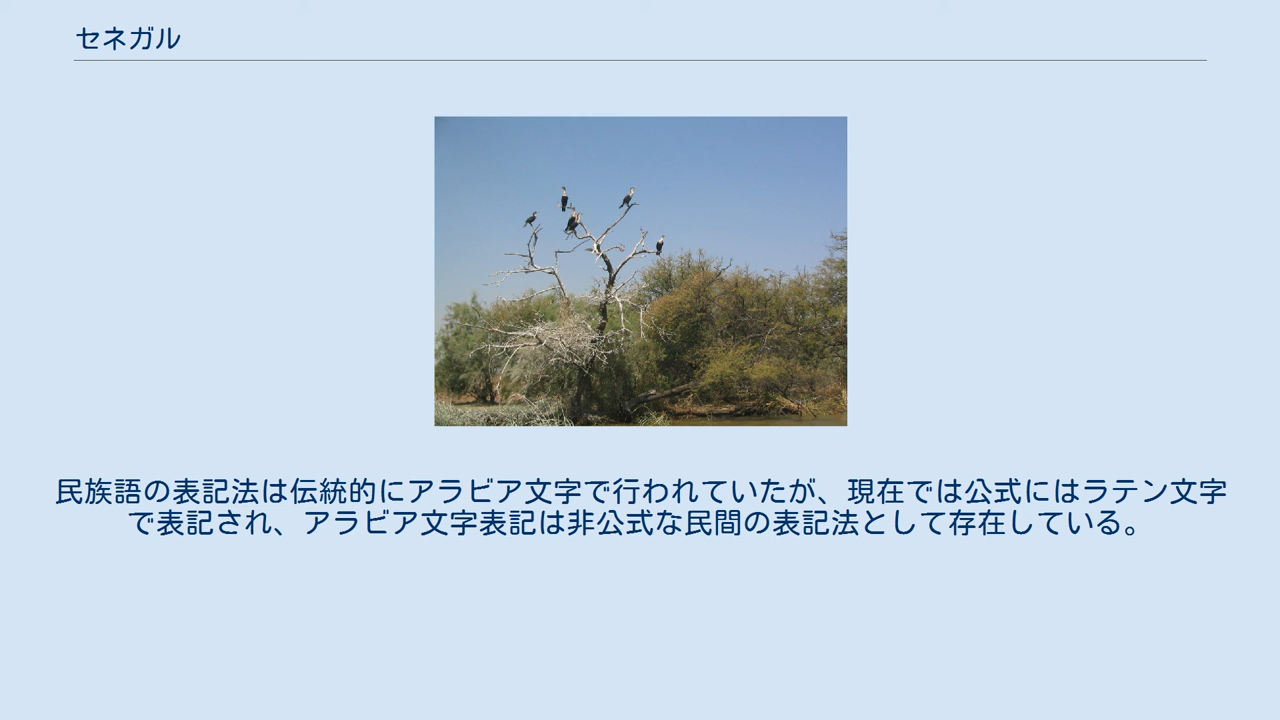 セネガル
民族語の表記法は伝統的にアラビア文字で行われていたが、現在では公式にはラテン文字
で表記され、アラビア文字表記は非公式な民間の表記法として存在している。